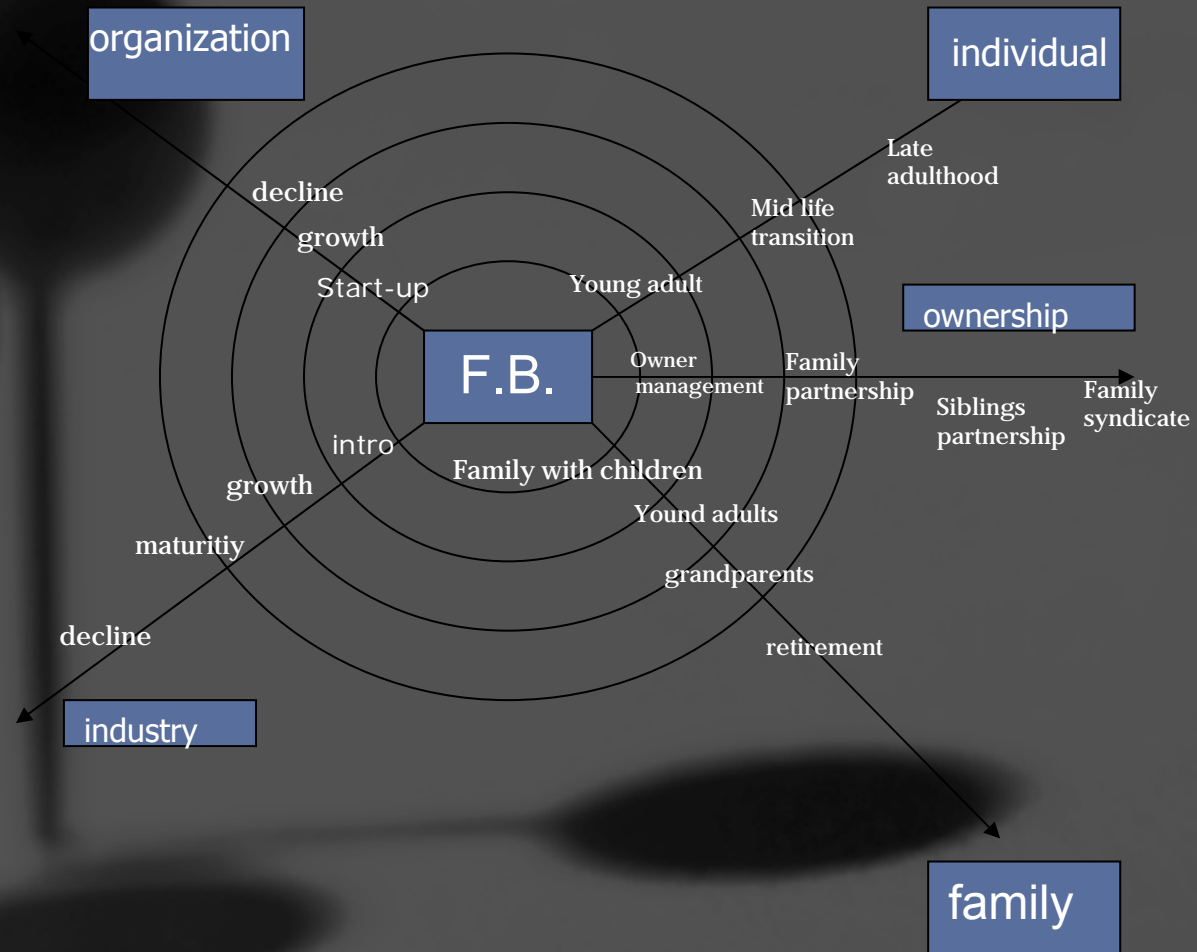 organization
individual
Late
adulthood
decline
Mid life
transition
growth
Start-up
Young adult
ownership
F.B.
Owner
management
Family
partnership
Siblings
partnership
Family
syndicate
intro
Family with children
growth
Yound adults
maturitiy
grandparents
decline
retirement
industry
family